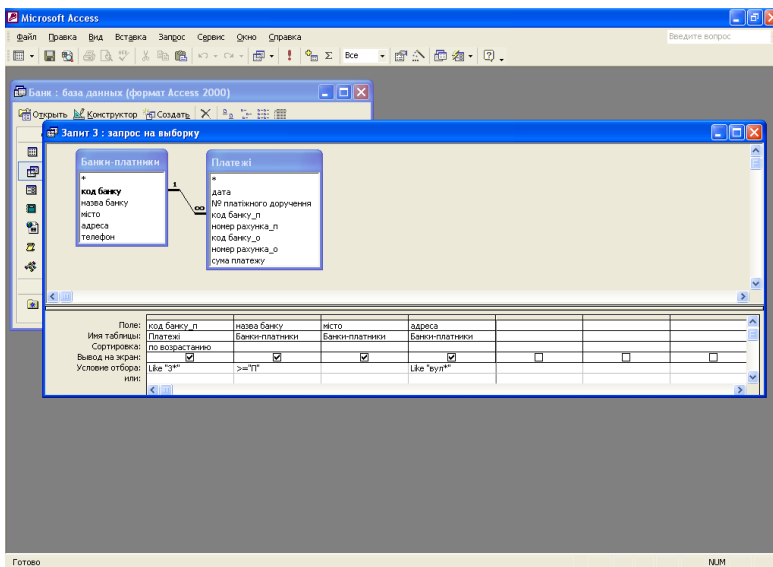 Microsoft Access
Файл Правка Вид Вставка Запрос Сервис Окно Справка
Введите вопрос
Все
Банк : база данных (формат Access 2000)
Открыть Конструктор Создать
Запит 3 : запрос на выборку
Банки-платники
*
код банку
назва банку
місто
адреса
телефон
1
∞
Платежі
*
дата
№ платіжного доручення
код банку_п
номер рахунка_п
код банку_о
номер рахунка_о
сума платежу
Поле: код банку_п назва банку місто адреса
Имя таблицы: Платежі Банки-платники Банки-платники Банки-платники
Сортировка: по возрастанию
Вывод на экран:
Условие отбора: Like "3*" >="П" Like "вул*"
или:
Готово
NUM